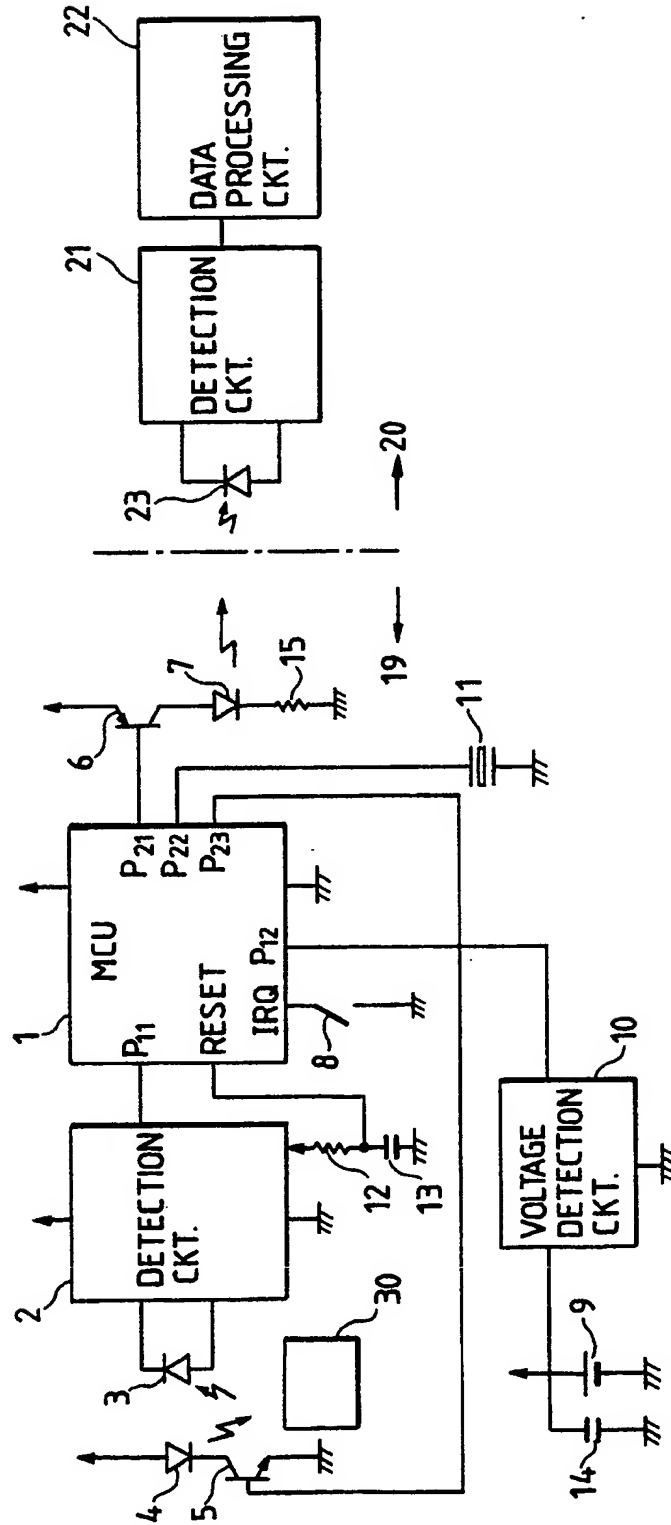 22
DATA
PROCESSING
CKT.
21
DETECTION
CKT.
23
20
19
7
15
6
11
P21
P22
P23
MCU
1
P11
RESET
IRQ
P12
8
10
VOLTAGE
DETECTION
CKT.
2
DETECTION
CKT.
12
13
3
30
4
5
9
14